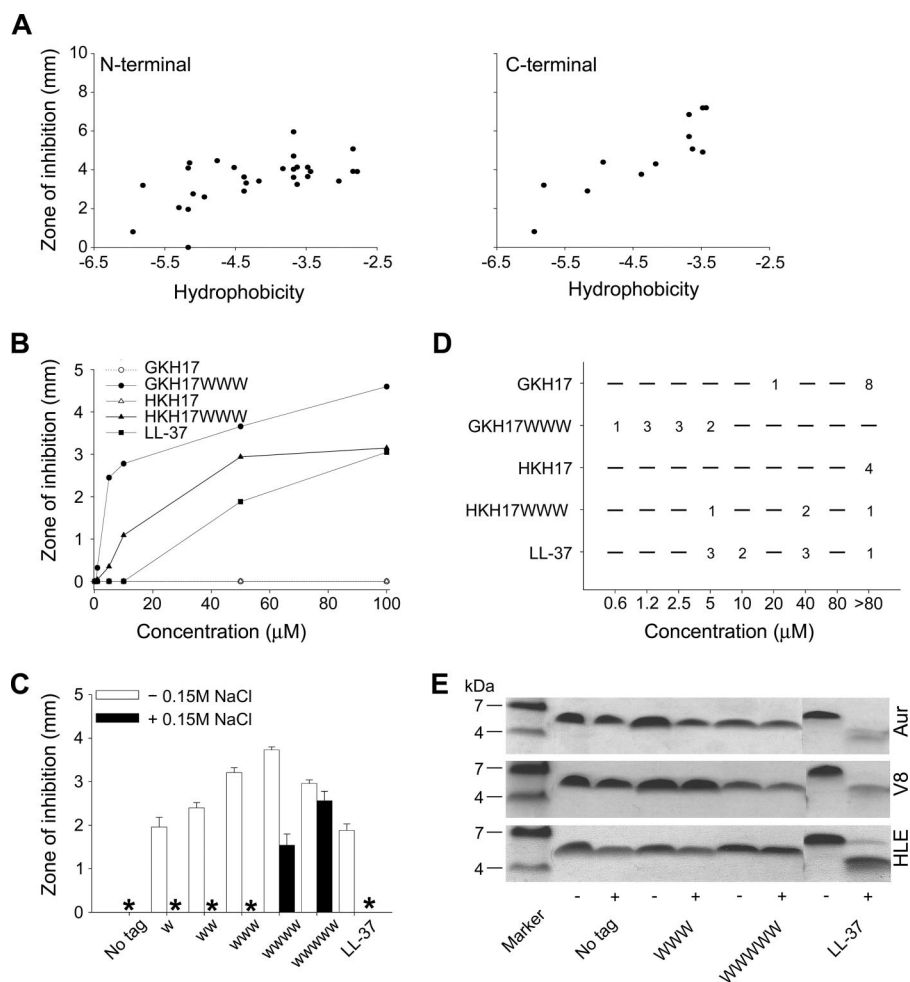 A
N-terminal
C-terminal
Zone of inhibition (mm)
10
8
6
4
2
0
-6.5 -5.5 -4.5 -3.5 -2.5
-6.5 -5.5 -4.5 -3.5 -2.5
Hydrophobicity
Hydrophobicity
B
Zone of inhibition (mm)
5
4
3
2
1
0
GKH17
GKH17WWW
HKH17
HKH17WWW
LL-37
0 20 40 60 80 100
Concentration (μM)
D
GKH17 — — — — — 1 — — 8
GKH17WWW 1 3 3 2 — — — — —
HKH17 — — — — — — — — 4
HKH17WWW — — — 1 — — 2 — 1
LL-37 — — — 3 2 — 3 — 1
0.6 1.2 2.5 5 10 20 40 80 >80
Concentration (μM)
C
Zone of inhibition (mm)
5
4
3
2
1
0
− 0.15M NaCl
+ 0.15M NaCl
* * * * *
No tag
w
ww
www
wwww
wwwww
LL-37
E
kDa
7
4
Aur
7
4
V8
7
4
HLE
- + - + - + - +
Marker
No tag
WWW
WWWWW
LL-37